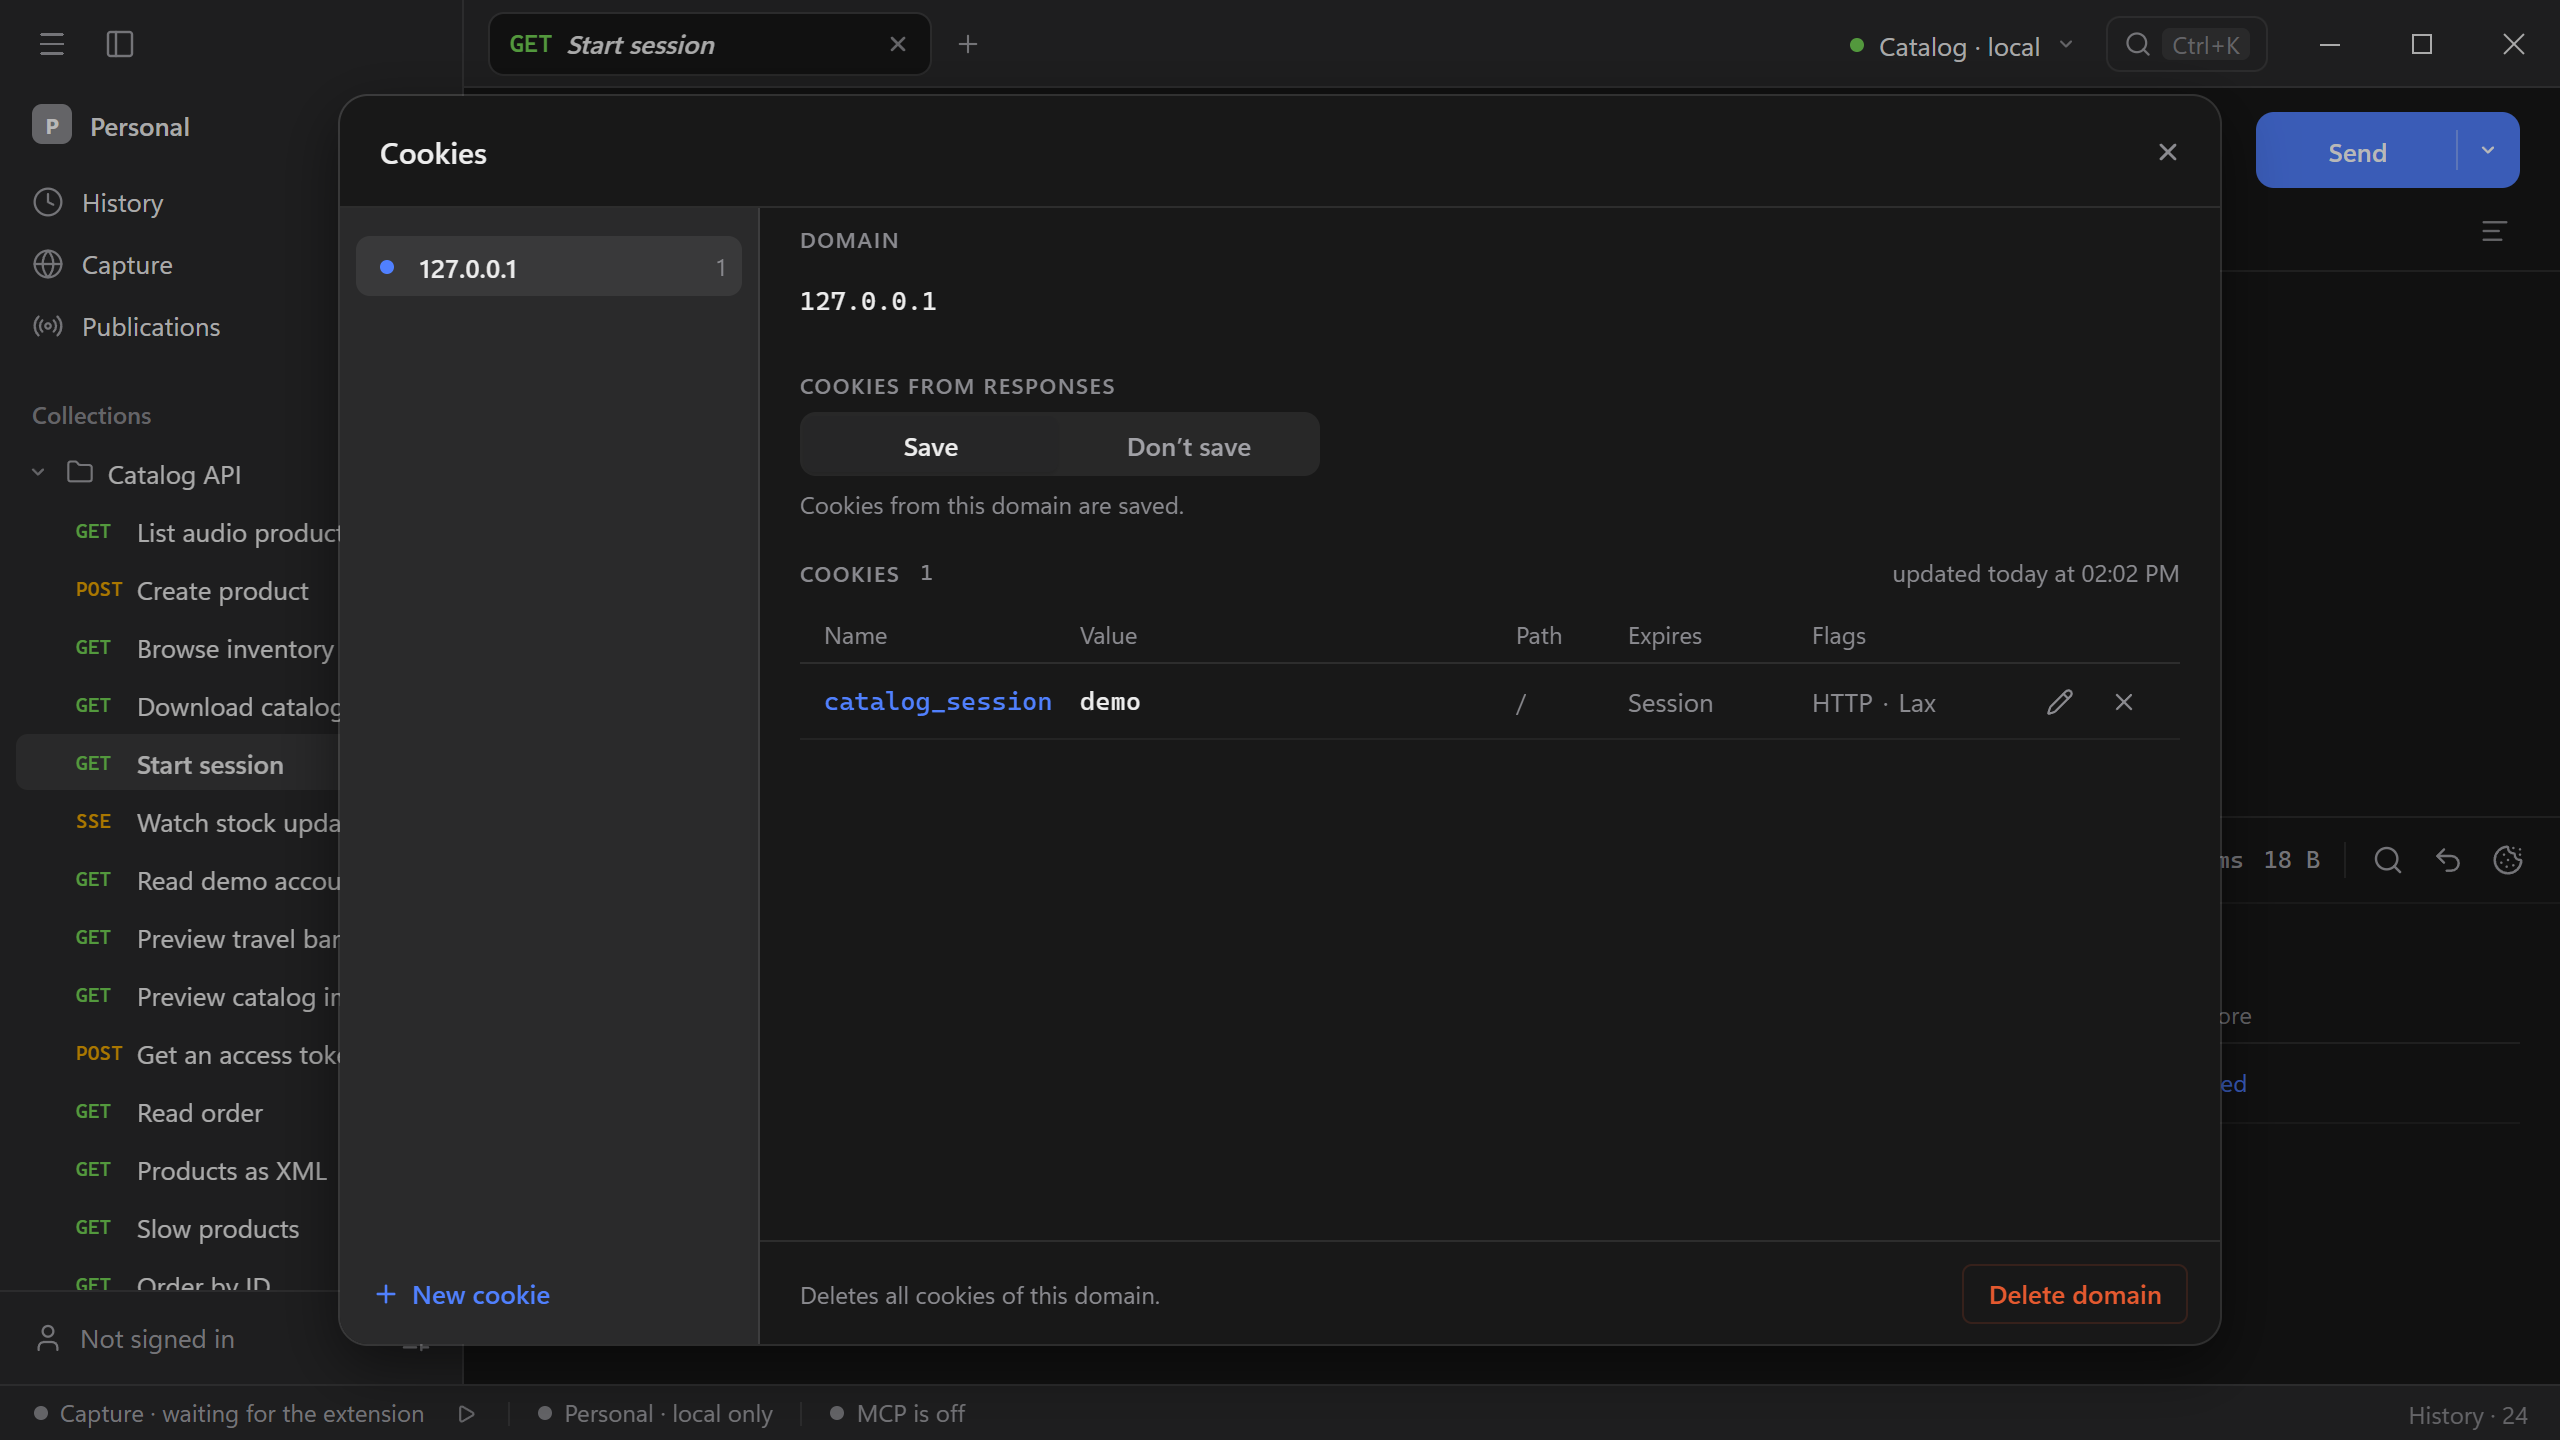 GET Start session
Catalog · local
Ctrl+K
P Personal
History
Capture
Publications
Collections
Catalog API
GET List audio product
POST Create product
GET Browse inventory
GET Download catalog
GET Start session
SSE Watch stock upda
GET Read demo accou
GET Preview travel bar
GET Preview catalog
POST Get an access
GET Read order
GET Products as XML
GET Slow products
GET Order by ID
Not signed in
Send
ms 18 B
ore
ed
Cookies
127.0.0.1 1
New cookie
DOMAIN
127.0.0.1
COOKIES FROM RESPONSES
Save Don’t save
Cookies from this domain are saved.
COOKIES 1 updated today at 02:02 PM
Name Value Path Expires Flags
catalog_session demo / Session HTTP · Lax
Deletes all cookies of this domain. Delete domain
Capture · waiting for the extension
Personal · local only
MCP is off
History · 24